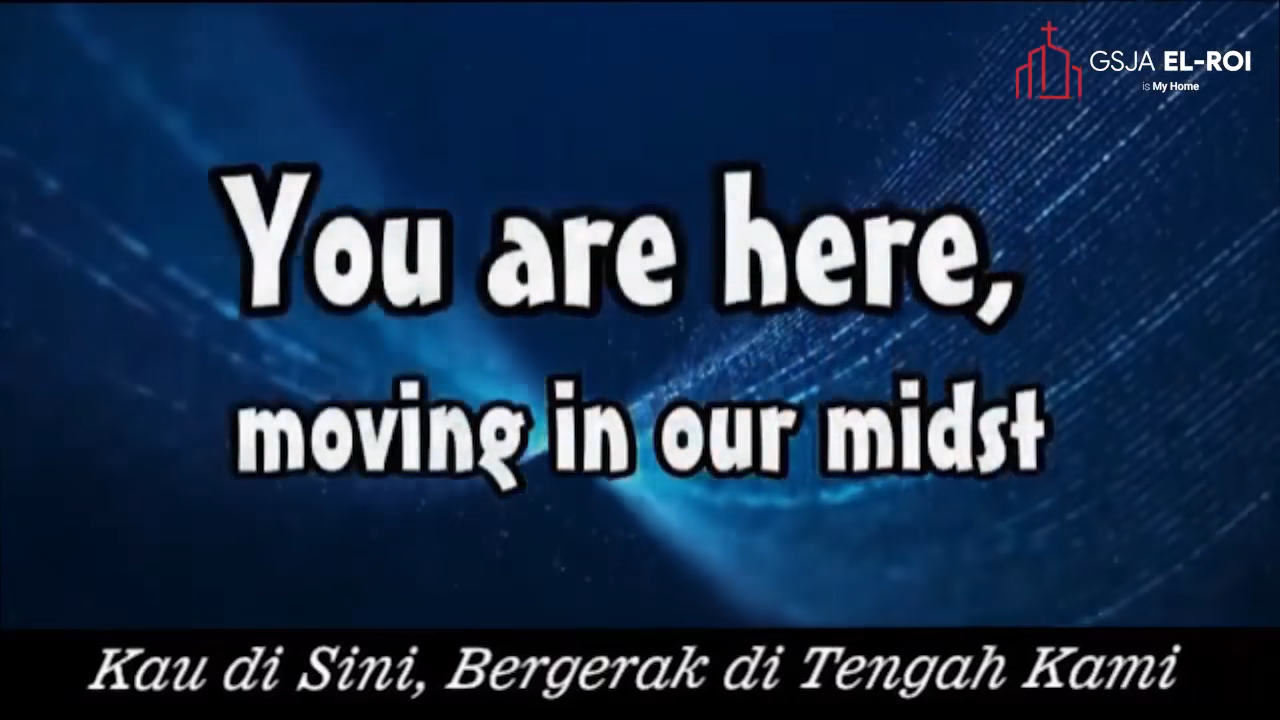 GSJA EL-ROI
is My Home
You are here,
moving in our midst
Kau di Sini, Bergerak di Tengah Kami